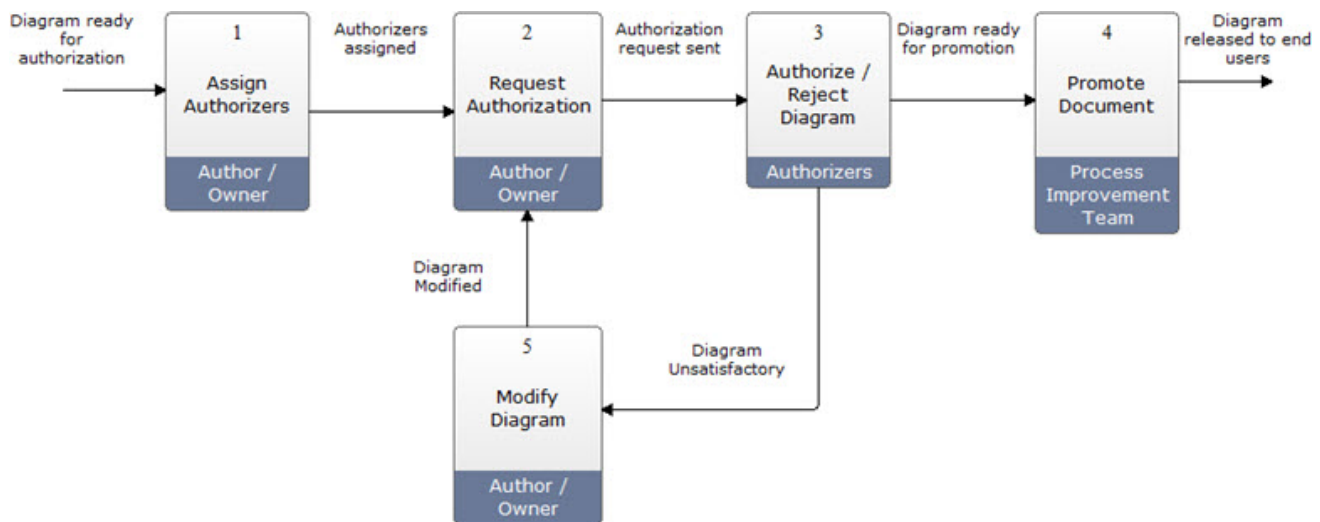 Diagram ready
for
authorization
1
Assign
Authorizers
Author /
Owner
Authorizers
assigned
2
Request
Authorization
Author /
Owner
Authorization
request sent
3
Authorize /
Reject
Diagram
Authorizers
Diagram ready
for promotion
4
Promote
Document
Process
Improvement
Team
Diagram
released to end
users
Diagram
Modified
5
Modify
Diagram
Author /
Owner
Diagram
Unsatisfactory